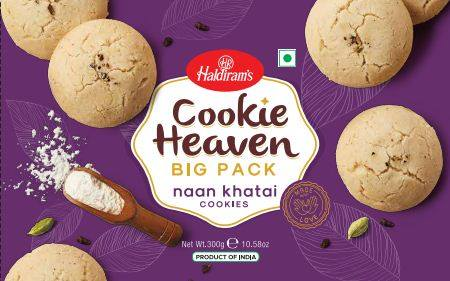 HR
Haldiram's
Cookie
Heaven
BIG PACK
naan khatai
COOKIES
MADE
WITH
LOVE
Net Wt.300g e 10.58oz
PRODUCT OF INDIA